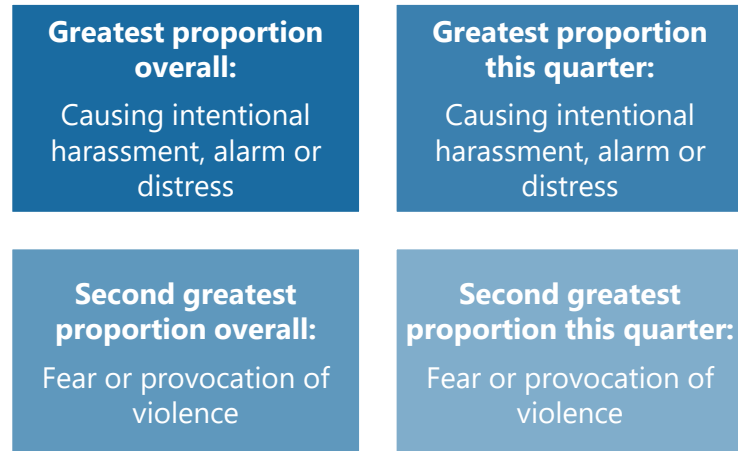 Greatest proportion
overall:
Causing intentional
harassment, alarm or
distress
Greatest proportion
this quarter:
Causing intentional
harassment, alarm or
distress
Second greatest
proportion overall:
Fear or provocation of
violence
Second greatest
proportion this quarter:
Fear or provocation of
violence